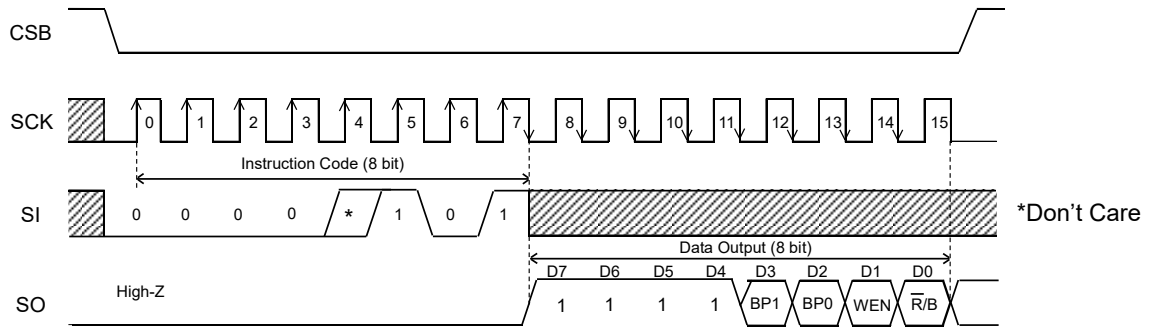 CSB
SCK 0 1 2 3 4 5 6 7 8 9 10 11 12 13 14 15
Instruction Code (8 bit)
SI 0 0 0 0 * 1 0 1 *Don't Care
Data Output (8 bit)
D7 D6 D5 D4 D3 D2 D1 D0
SO High-Z 1 1 1 1 BP1 BP0 WEN R̅/B